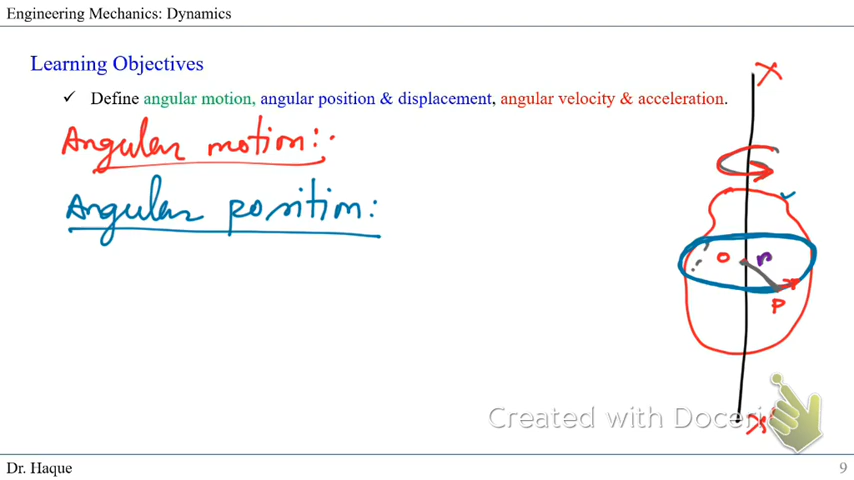 Engineering Mechanics: Dynamics
Learning Objectives
✓ Define angular motion, angular position & displacement, angular velocity & acceleration.
Angular motion:
Angular position:
X
O
r
P
X'
Created with Doceri
Dr. Haque
9